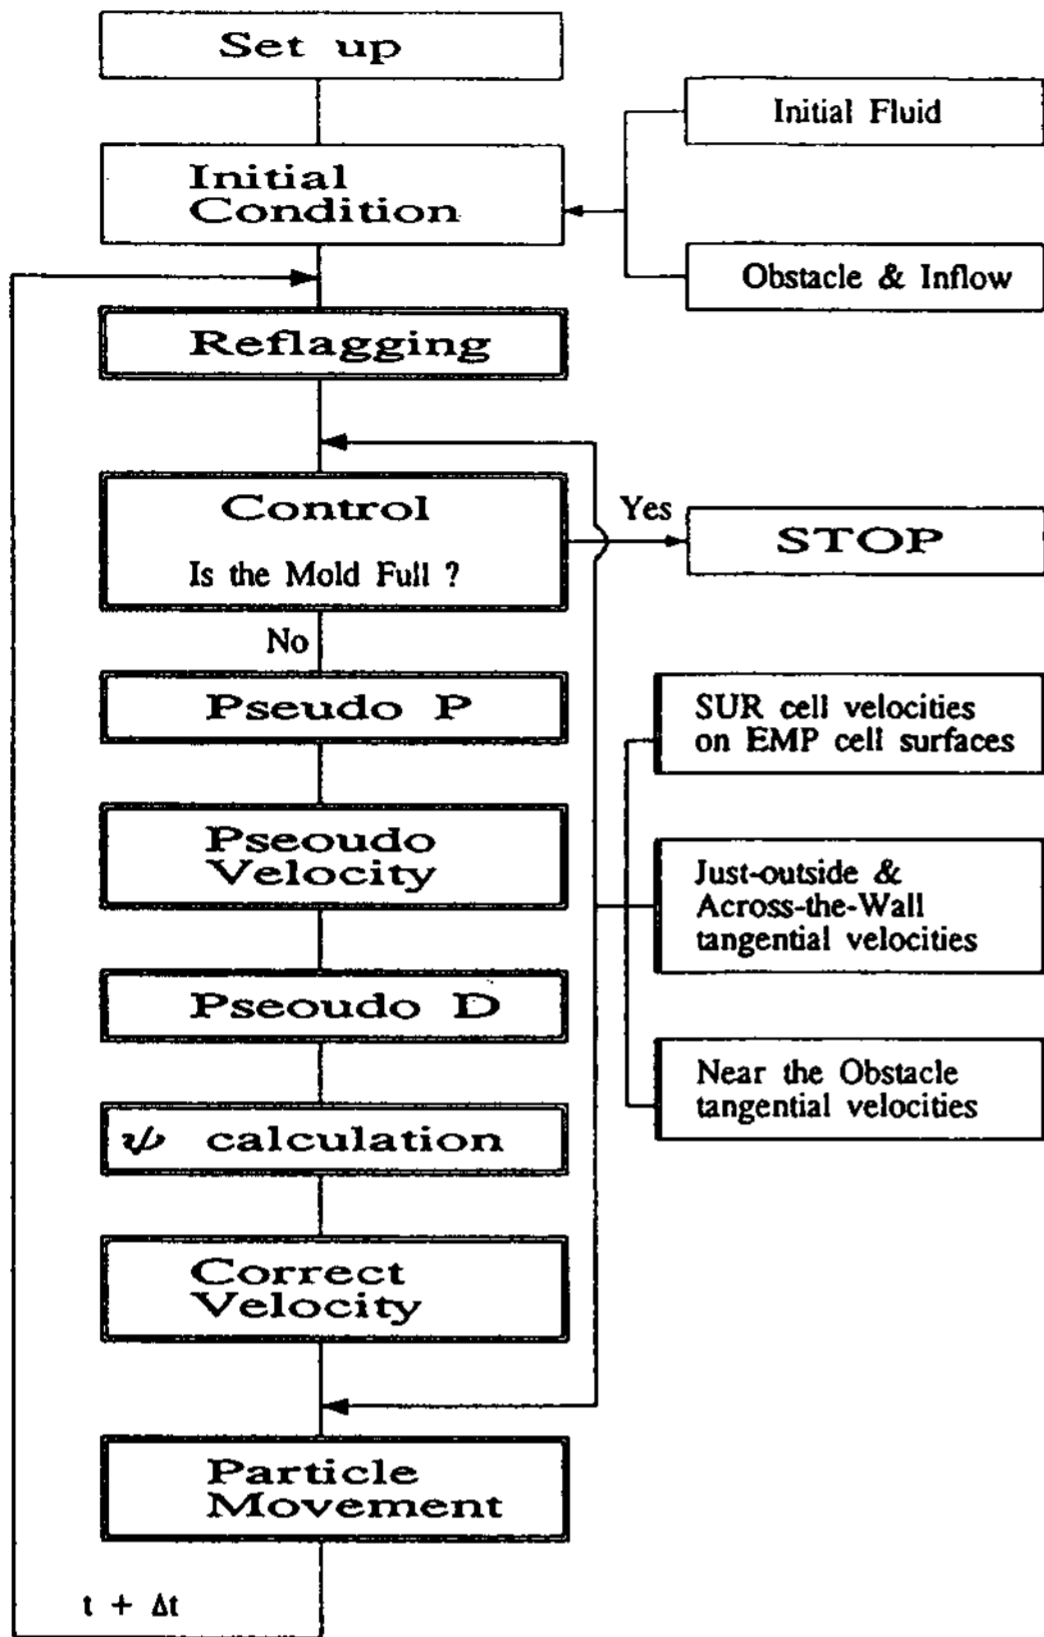 Set up
Initial Fluid
Initial
Condition
Obstacle & Inflow
Reflagging
Control
Is the Mold Full ?
Yes
STOP
No
Pseudo P
SUR cell velocities
on EMP cell surfaces
Pseoudo
Velocity
Just-outside &
Across-the-Wall
tangential velocities
Pseoudo D
Near the Obstacle
tangential velocities
ψ calculation
Correct
Velocity
Particle
Movement
t + Δt